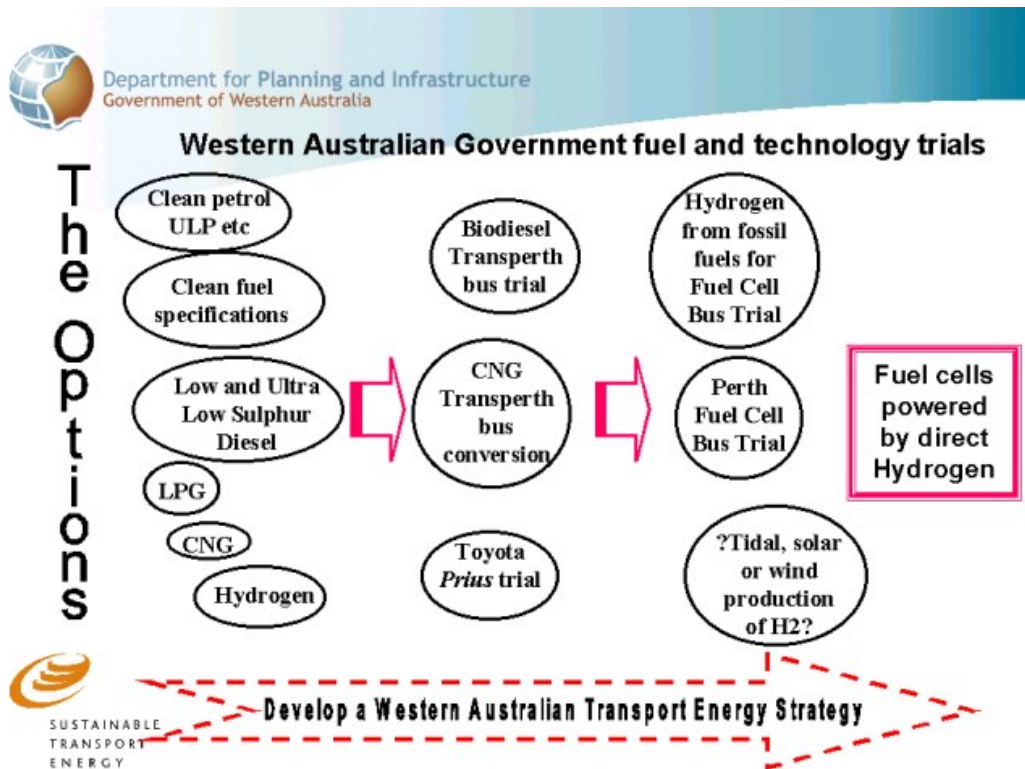 Department for Planning and Infrastructure
Government of Western Australia
Western Australian Government fuel and technology trials
The Options
Clean petrol
ULP etc
Clean fuel
specifications
Low and Ultra
Low Sulphur
Diesel
LPG
CNG
Hydrogen
Biodiesel
Transperth
bus trial
CNG
Transperth
bus
conversion
Toyota
Prius trial
Hydrogen
from fossil
fuels for
Fuel Cell
Bus Trial
Perth
Fuel Cell
Bus Trial
?Tidal, solar
or wind
production
of H2?
Fuel cells
powered
by direct
Hydrogen
Develop a Western Australian Transport Energy Strategy
SUSTAINABLE
TRANSPORT
ENERGY